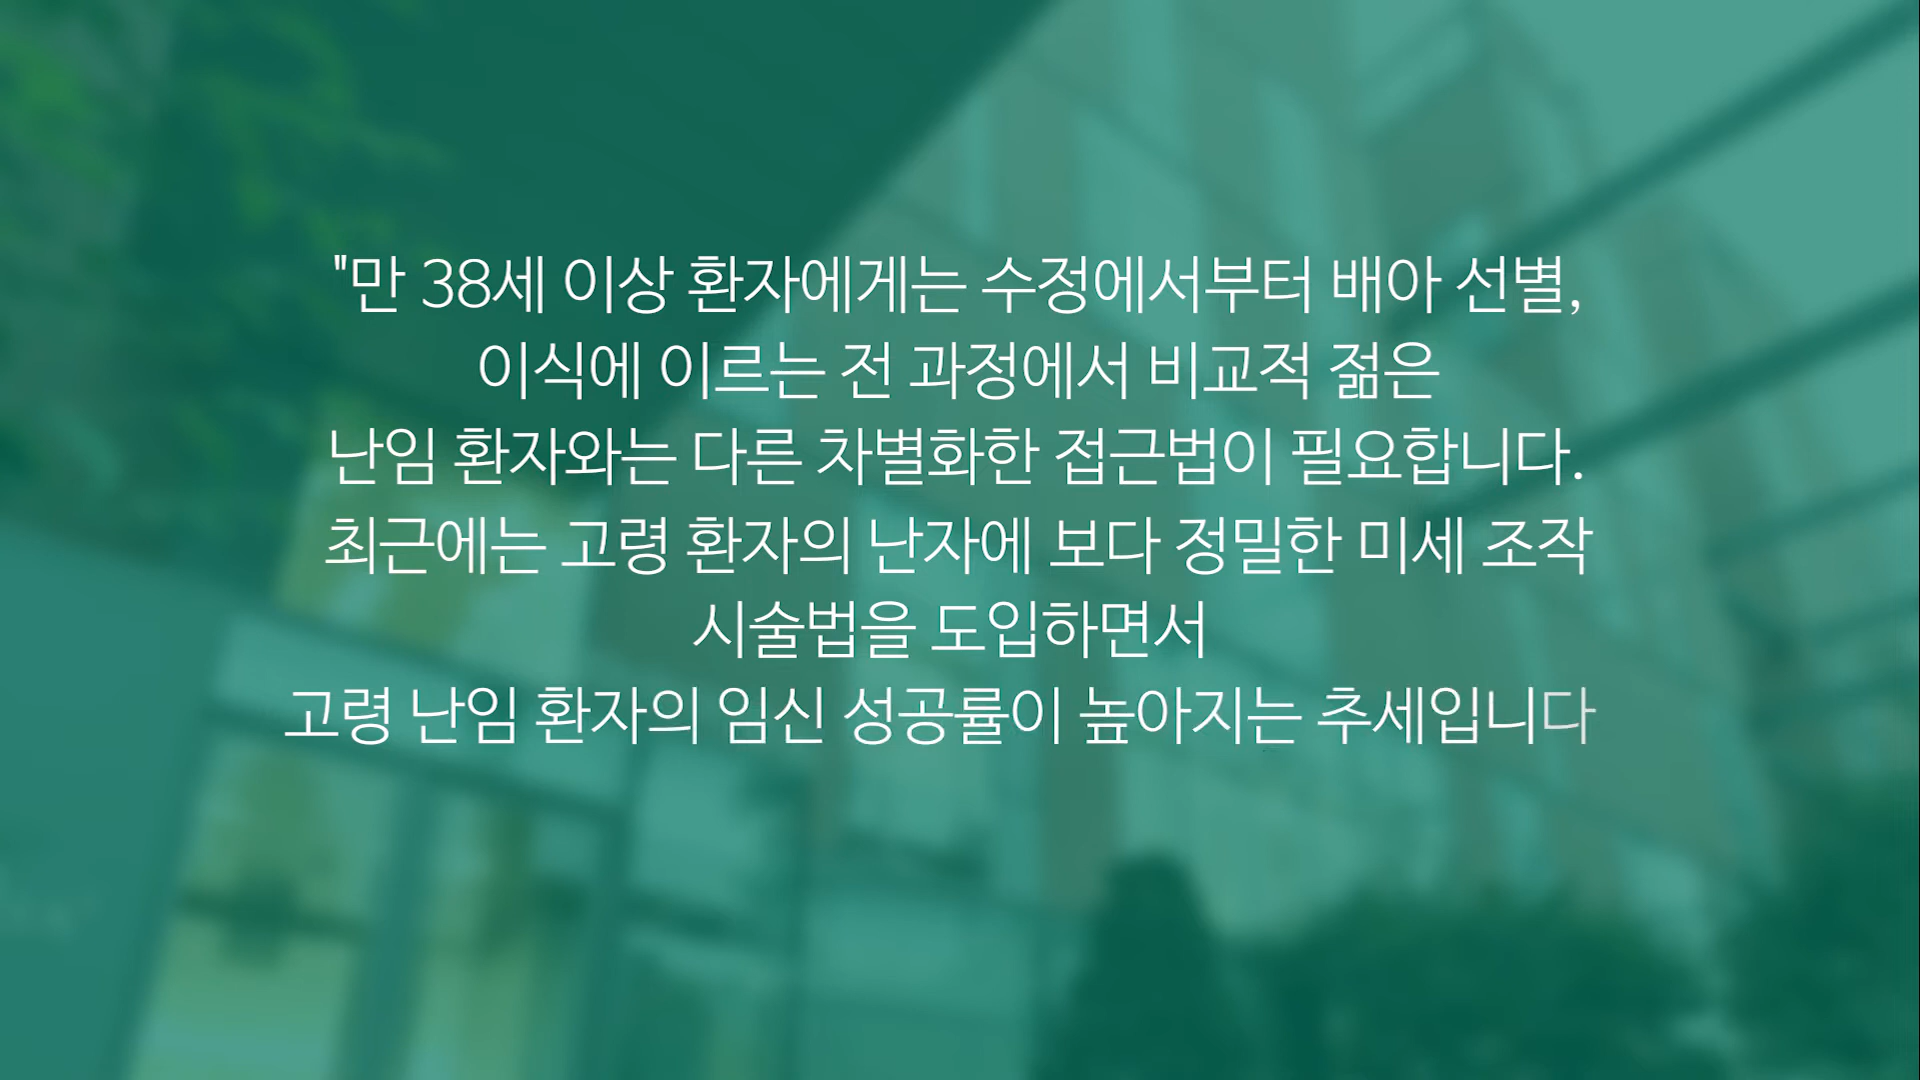 "만 38세 이상 환자에게는 수정에서부터 배아 선별,
이식에 이르는 전 과정에서 비교적 젊은
난임 환자와는 다른 차별화한 접근법이 필요합니다.
최근에는 고령 환자의 난자에 보다 정밀한 미세 조작
시술법을 도입하면서
고령 난임 환자의 임신 성공률이 높아지는 추세입니다